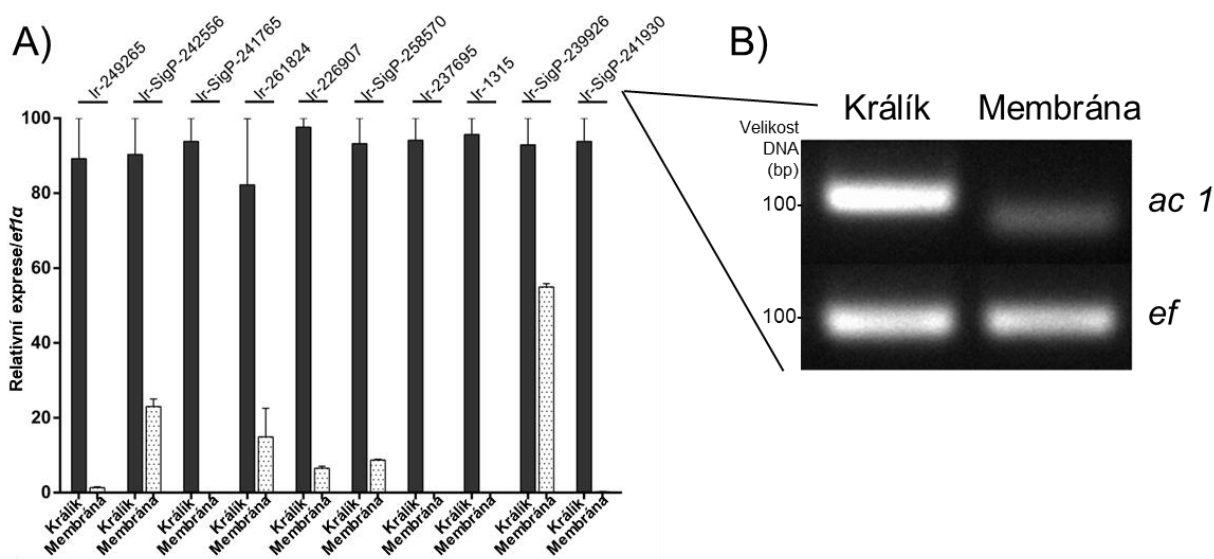 A)
B)
Ir-249265
Ir-SigP-242556
Ir-SigP-241765
Ir-261824
Ir-226907
Ir-SigP-258570
Ir-237695
Ir-1315
Ir-SigP-239926
Ir-SigP-241930
Relativní exprese/ef1α
100
80
60
40
20
0
Králík
Membrána
Králík
Membrána
Králík
Membrána
Králík
Membrána
Králík
Membrána
Králík
Membrána
Králík
Membrána
Králík
Membrána
Králík
Membrána
Králík
Membrána
Králík Membrána
Velikost
DNA
(bp)
100
ac 1
100
ef